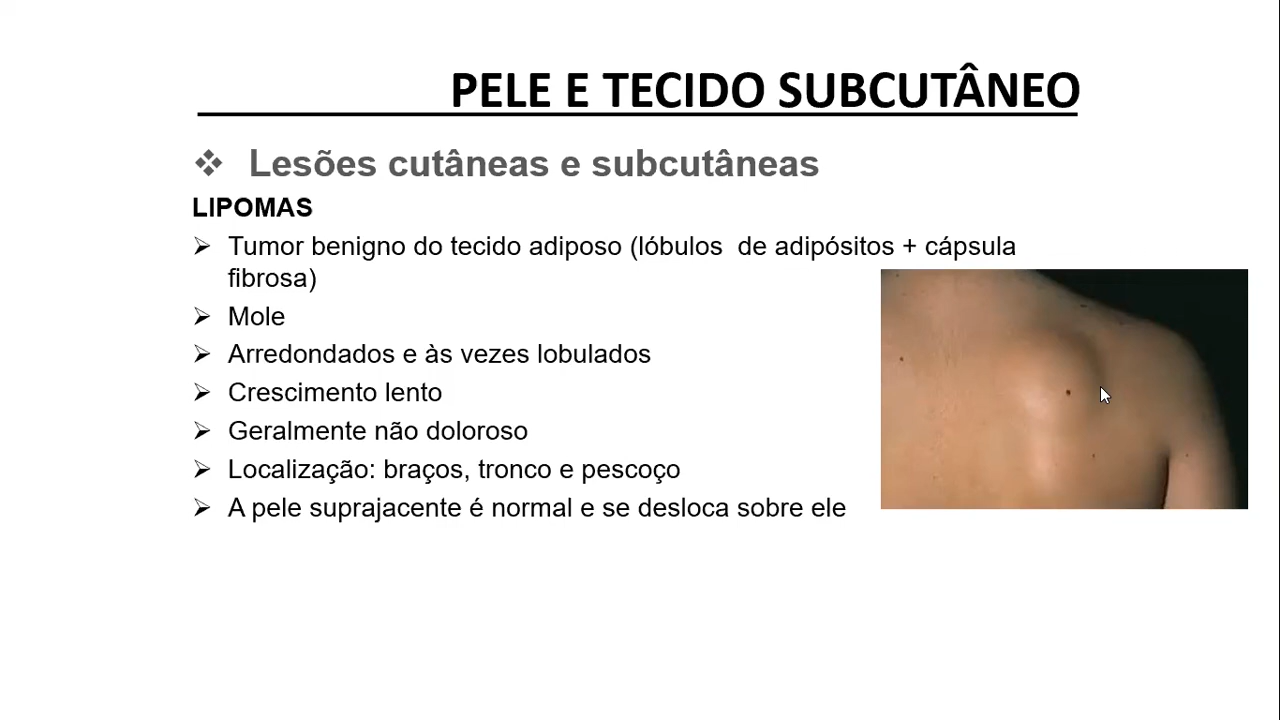 PELE E TECIDO SUBCUTÂNEO
❖ Lesões cutâneas e subcutâneas
LIPOMAS
➢ Tumor benigno do tecido adiposo (lóbulos de adipósitos + cápsula
fibrosa)
➢ Mole
➢ Arredondados e às vezes lobulados
➢ Crescimento lento
➢ Geralmente não doloroso
➢ Localização: braços, tronco e pescoço
➢ A pele suprajacente é normal e se desloca sobre ele